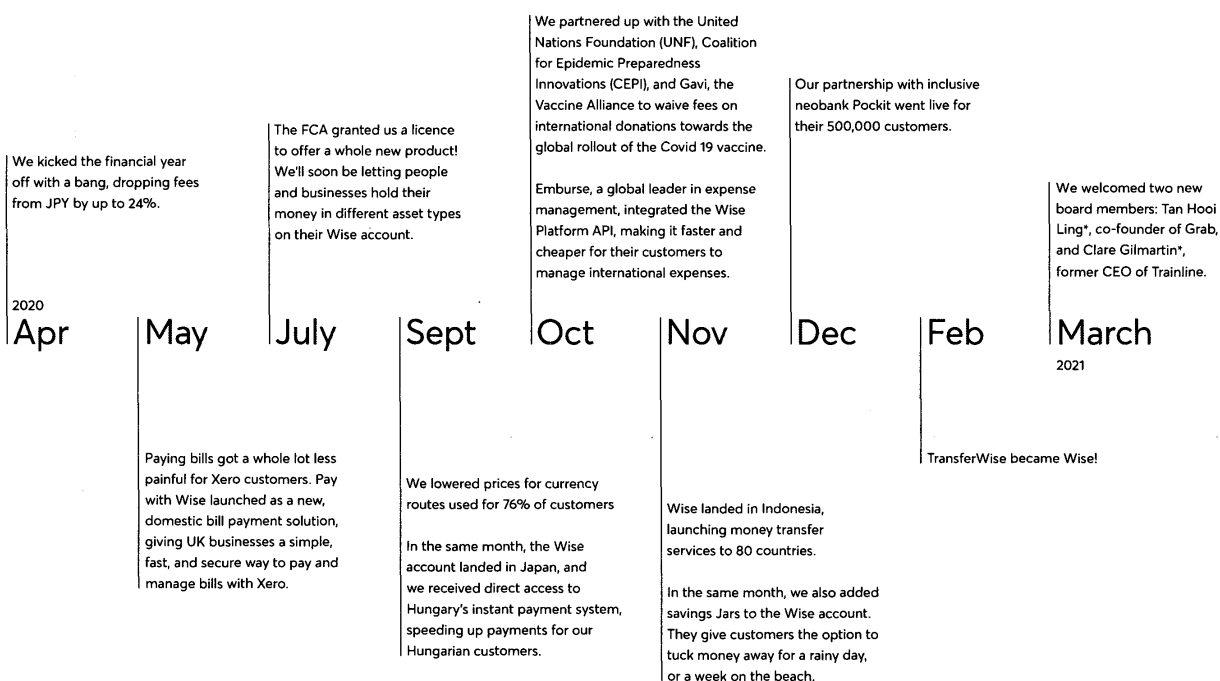 We kicked the financial year
off with a bang, dropping fees
from JPY by up to 24%.
2020
Apr
May
Paying bills got a whole lot less
painful for Xero customers. Pay
with Wise launched as a new,
domestic bill payment solution,
giving UK businesses a simple,
fast, and secure way to pay and
manage bills with Xero.
The FCA granted us a licence
to offer a whole new product!
We'll soon be letting people
and businesses hold their
money in different asset types
on their Wise account.
July
Sept
We lowered prices for currency
routes used for 76% of customers
In the same month, the Wise
account landed in Japan, and
we received direct access to
Hungary's instant payment system,
speeding up payments for our
Hungarian customers.
We partnered up with the United
Nations Foundation (UNF), Coalition
for Epidemic Preparedness
Innovations (CEPI), and Gavi, the
Vaccine Alliance to waive fees on
international donations towards the
global rollout of the Covid 19 vaccine.
Emburse, a global leader in expense
management, integrated the Wise
Platform API, making it faster and
cheaper for their customers to
manage international expenses.
Oct
Nov
Wise landed in Indonesia,
launching money transfer
services to 80 countries.
In the same month, we also added
savings Jars to the Wise account.
They give customers the option to
tuck money away for a rainy day,
or a week on the beach.
Our partnership with inclusive
neobank Pockit went live for
their 500,000 customers.
Dec
Feb
TransferWise became Wise!
We welcomed two new
board members: Tan Hooi
Ling*, co-founder of Grab,
and Clare Gilmartin*,
former CEO of Trainline.
March
2021